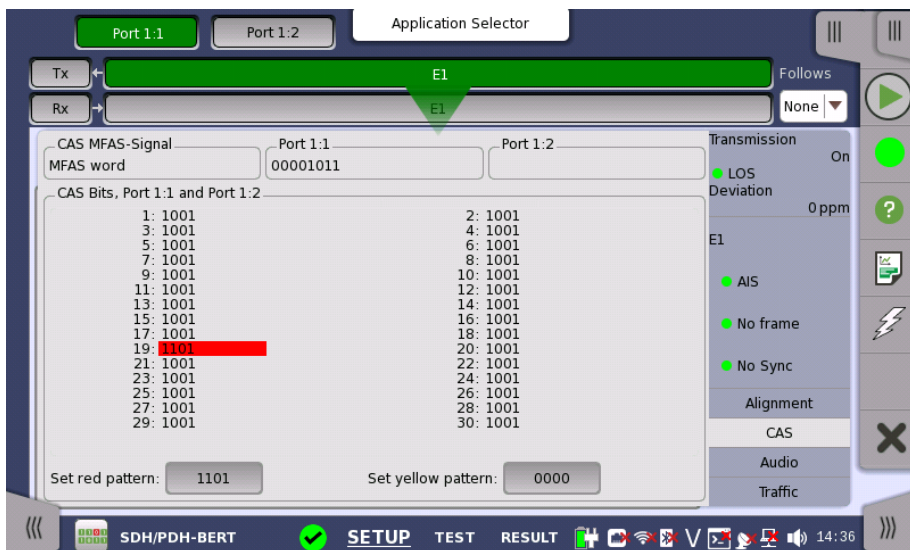 Application Selector
Port 1:1
Port 1:2
Tx
E1
Follows
Rx
E1
None
CAS MFAS-Signal
Port 1:1
Port 1:2
MFAS word
00001011
CAS Bits, Port 1:1 and Port 1:2
1: 1001
2: 1001
3: 1001
4: 1001
5: 1001
6: 1001
7: 1001
8: 1001
9: 1001
10: 1001
11: 1001
12: 1001
13: 1001
14: 1001
15: 1001
16: 1001
17: 1001
18: 1001
19: 1101
20: 1001
21: 1001
22: 1001
23: 1001
24: 1001
25: 1001
26: 1001
27: 1001
28: 1001
29: 1001
30: 1001
Set red pattern: 1101
Set yellow pattern: 0000
Transmission
On
LOS
Deviation
0 ppm
E1
AIS
No frame
No Sync
Alignment
CAS
Audio
Traffic
SDH/PDH-BERT
SETUP
TEST
RESULT
14:36